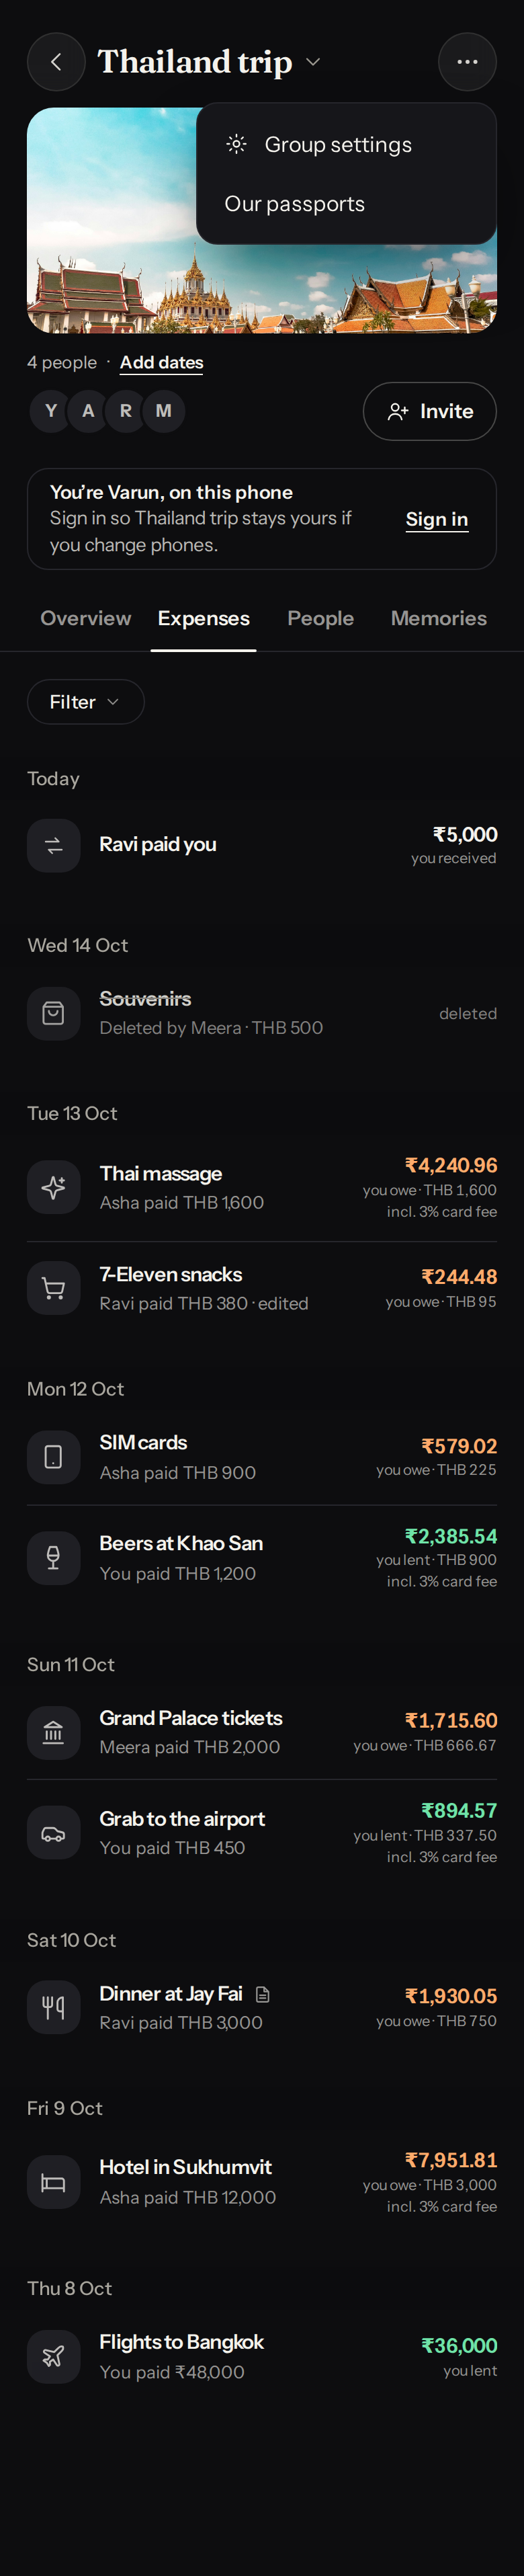 Thailand trip
Group settings
Our passports
4 people · Add dates
Y A R M
Invite
You're Varun, on this phone
Sign in so Thailand trip stays yours if
you change phones.
Sign in
Overview Expenses People Memories
Filter
Today
Ravi paid you
₹5,000
you received
Wed 14 Oct
Souvenirs
Deleted by Meera · THB 500
deleted
Tue 13 Oct
Thai massage
Asha paid THB 1,600
₹4,240.96
you owe · THB 1,600
incl. 3% card fee
7-Eleven snacks
Ravi paid THB 380 · edited
₹244.48
you owe · THB 95
Mon 12 Oct
SIM cards
Asha paid THB 900
₹579.02
you owe · THB 225
Beers at Khao San
You paid THB 1,200
₹2,385.54
you lent · THB 900
incl. 3% card fee
Sun 11 Oct
Grand Palace tickets
Meera paid THB 2,000
₹1,715.60
you owe · THB 666.67
Grab to the airport
You paid THB 450
₹894.57
you lent · THB 337.50
incl. 3% card fee
Sat 10 Oct
Dinner at Jay Fai
Ravi paid THB 3,000
₹1,930.05
you owe · THB 750
Fri 9 Oct
Hotel in Sukhumvit
Asha paid THB 12,000
₹7,951.81
you owe · THB 3,000
incl. 3% card fee
Thu 8 Oct
Flights to Bangkok
You paid ₹48,000
₹36,000
you lent